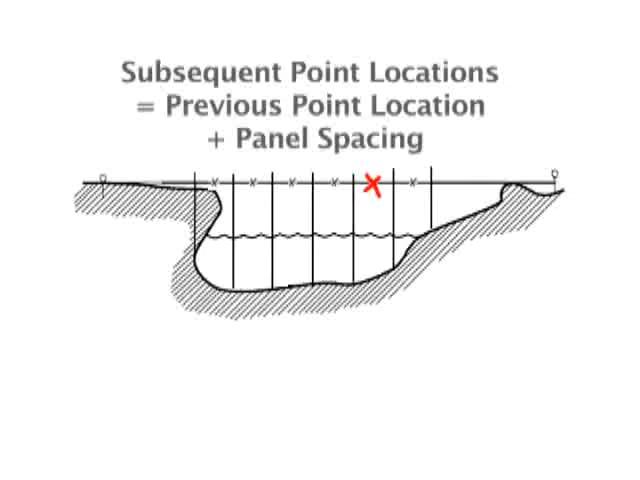 Subsequent Point Locations
= Previous Point Location
+ Panel Spacing